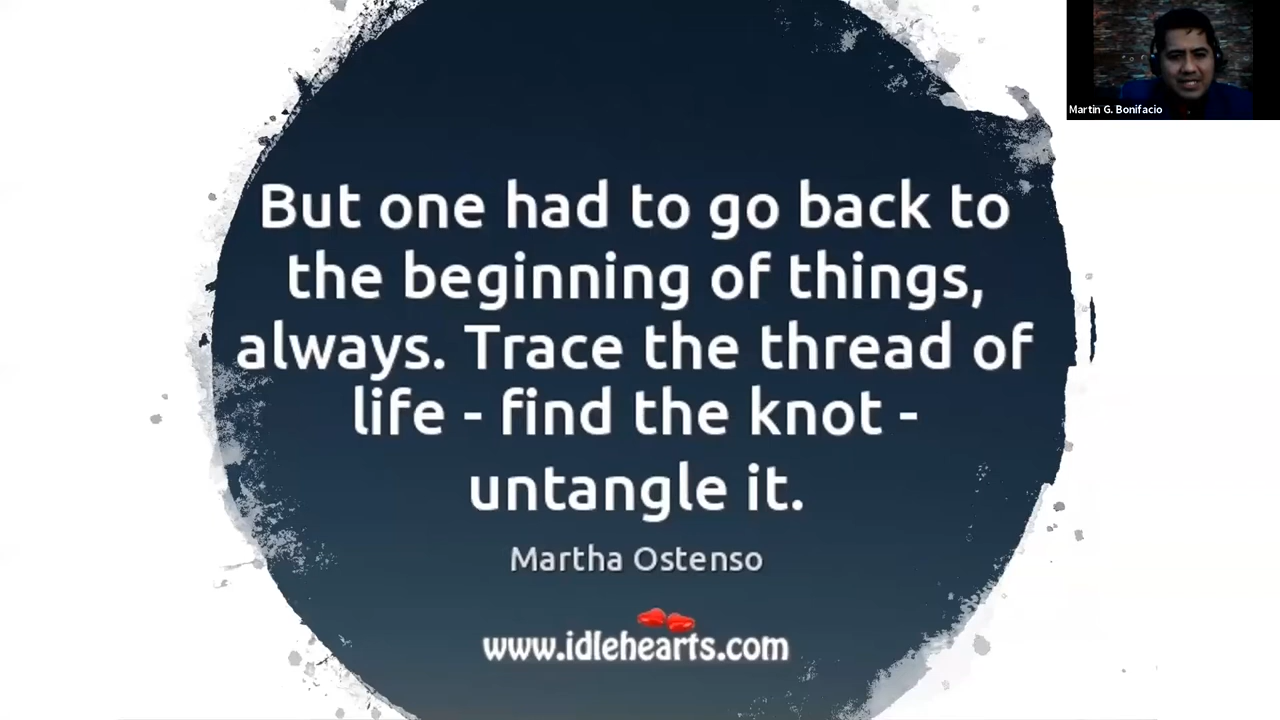 Martin G. Bonifacio
But one had to go back to
the beginning of things,
always. Trace the thread of
life - find the knot -
untangle it.
Martha Ostenso
www.idlehearts.com